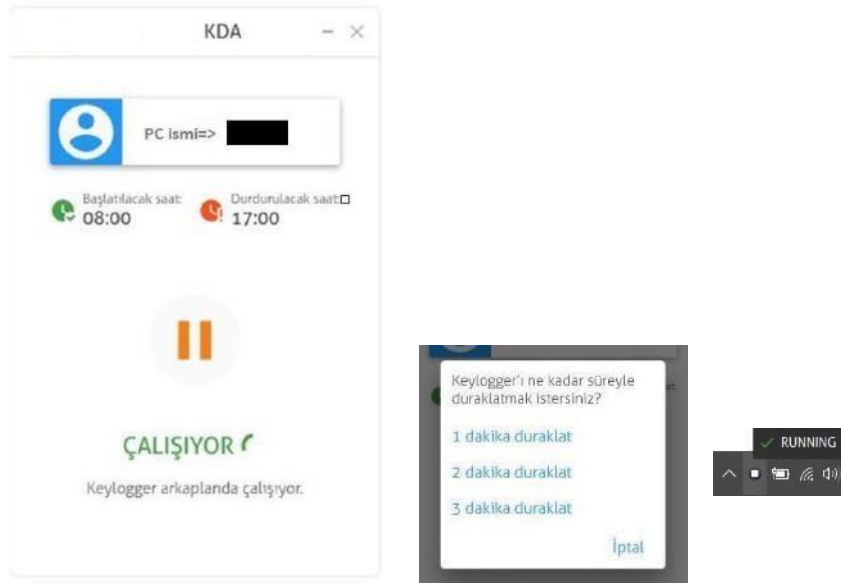 KDA
PC ismi=>
Başlatılacak saat:
08:00
Durdurulacak saat:
17:00
ÇALIŞIYOR
Keylogger arkaplanda çalışıyor.
Keylogger'ı ne kadar süreyle
duraklatmak istersiniz?
1 dakika duraklat
2 dakika duraklat
3 dakika duraklat
İptal
RUNNING